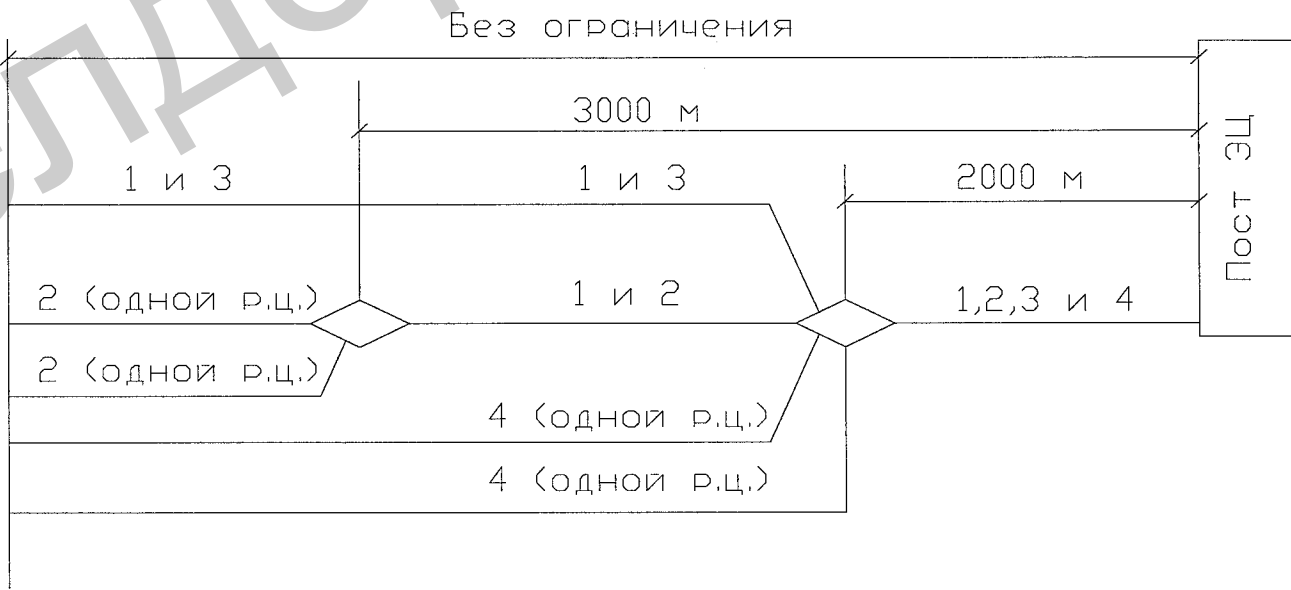 Без ограничения
3000 м
1 и 3
1 и 3
2000 м
Пост ЭЦ
2 (одной р.ц.)
1 и 2
1,2,3 и 4
2 (одной р.ц.)
4 (одной р.ц.)
4 (одной р.ц.)